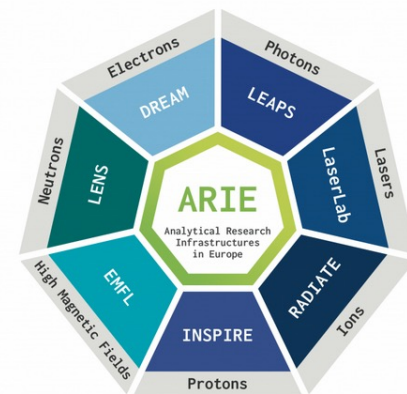 Electrons
DREAM
Photons
LEAPS
Lasers
LaserLab
Ions
RADIATE
Protons
INSPIRE
High Magnetic Fields
EMFL
Neutrons
LENS
ARIE
Analytical Research
Infrastructures
in Europe